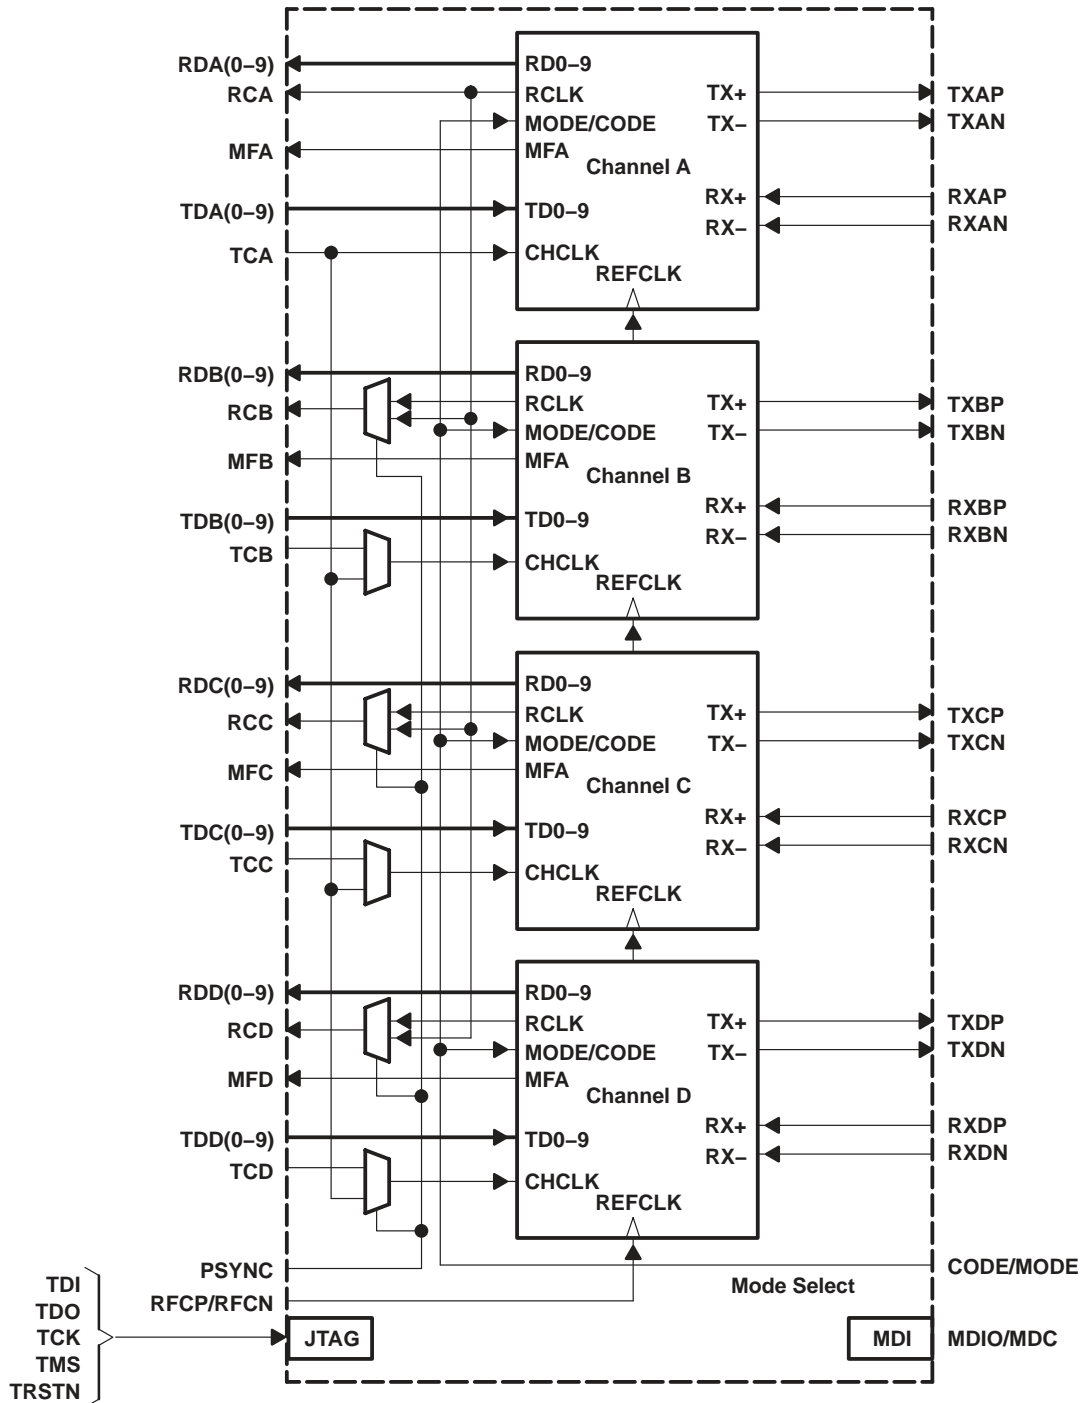 RDA(0–9)
RD0–9
RCA
RCLK
TX+
TXAP
MODE/CODE
TX–
TXAN
MFA
MFA
Channel A
RX+
RXAP
TDA(0–9)
TD0–9
RX–
RXAN
TCA
CHCLK
REFCLK
RDB(0–9)
RD0–9
RCB
RCLK
TX+
TXBP
MODE/CODE
TX–
TXBN
MFB
MFA
Channel B
RX+
RXBP
TDB(0–9)
TD0–9
RX–
RXBN
TCB
CHCLK
REFCLK
RDC(0–9)
RD0–9
RCC
RCLK
TX+
TXCP
MODE/CODE
TX–
TXCN
MFC
MFA
Channel C
RX+
RXCP
TDC(0–9)
TD0–9
RX–
RXCN
TCC
CHCLK
REFCLK
RDD(0–9)
RD0–9
RCD
RCLK
TX+
TXDP
MODE/CODE
TX–
TXDN
MFD
MFA
Channel D
RX+
RXDP
TDD(0–9)
TD0–9
RX–
RXDN
TCD
CHCLK
REFCLK
PSYNC
CODE/MODE
Mode Select
RFCP/RFCN
TDI
TDO
TCK
TMS
TRSTN
JTAG
MDI
MDIO/MDC